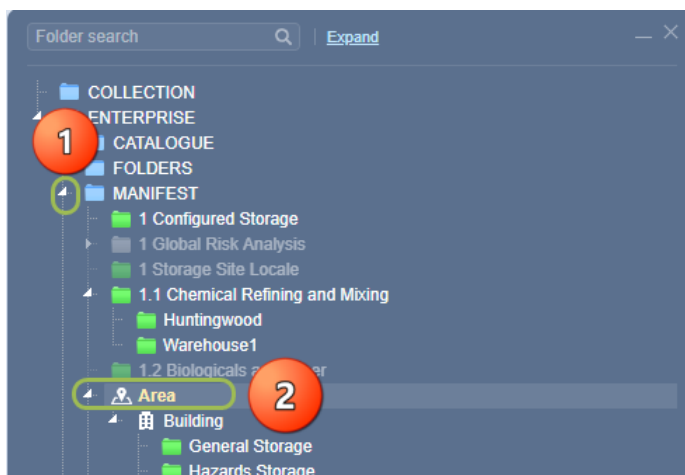 Folder search Expand
COLLECTION
ENTERPRISE
1 CATALOGUE
FOLDERS
MANIFEST
1 Configured Storage
1 Global Risk Analysis
1 Storage Site Locale
1.1 Chemical Refining and Mixing
Huntingwood
Warehouse1
1.2 Biologicals
Area 2
Building
General Storage
Hazards Storage